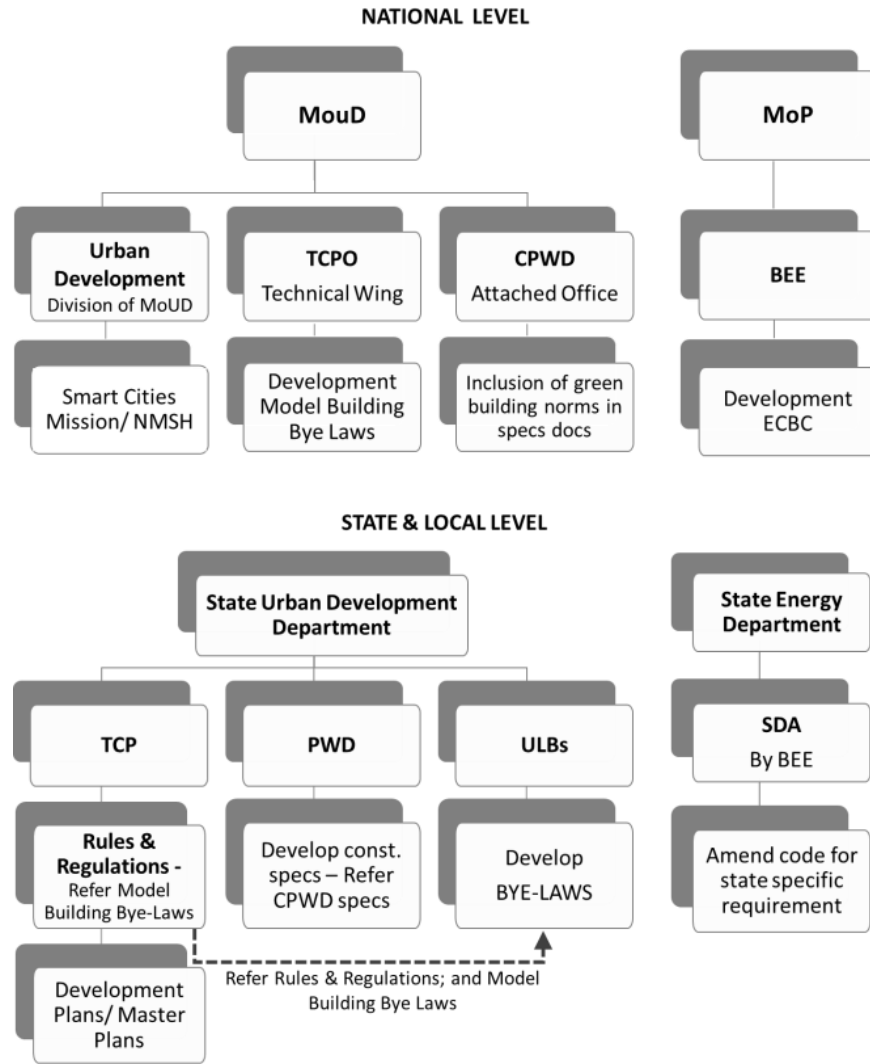 NATIONAL LEVEL
MouD
MoP
Urban
Development
Division of MoUD
TCPO
Technical Wing
CPWD
Attached Office
BEE
Smart Cities
Mission/ NMSH
Development
Model Building
Bye Laws
Inclusion of green
building norms in
specs docs
Development
ECBC
STATE & LOCAL LEVEL
State Urban Development
Department
State Energy
Department
TCP
PWD
ULBs
SDA
By BEE
Rules &
Regulations -
Refer Model
Building Bye-Laws
Develop const.
specs – Refer
CPWD specs
Develop
BYE-LAWS
Amend code for
state specific
requirement
Refer Rules & Regulations; and Model
Building Bye Laws
Development
Plans/ Master
Plans